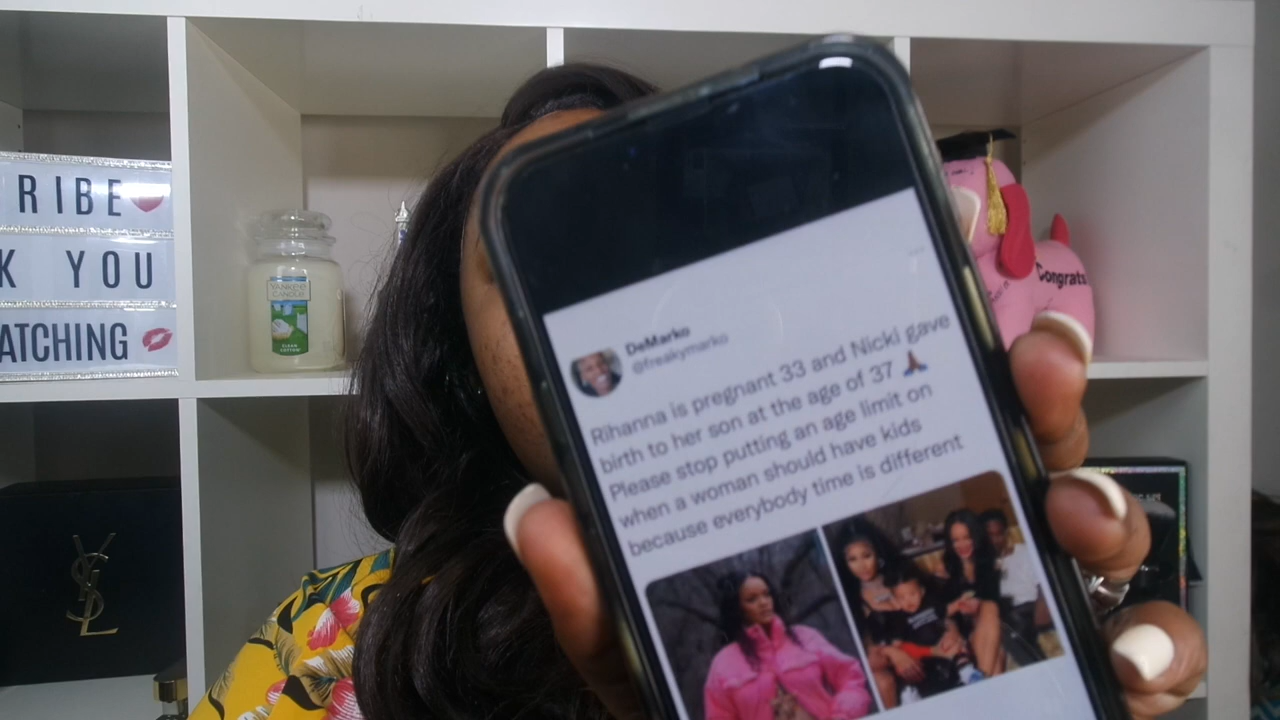 RIBE
K YOU
ATCHING
YANKEE
CANDLE
CLEAN
COTTON
YSL
DeMarko
@freakymarko
Rihanna is pregnant 33 and Nicki gave
birth to her son at the age of 37 🙏🏾
Please stop putting an age limit on
when a woman should have kids
because everybody time is different
Congrats